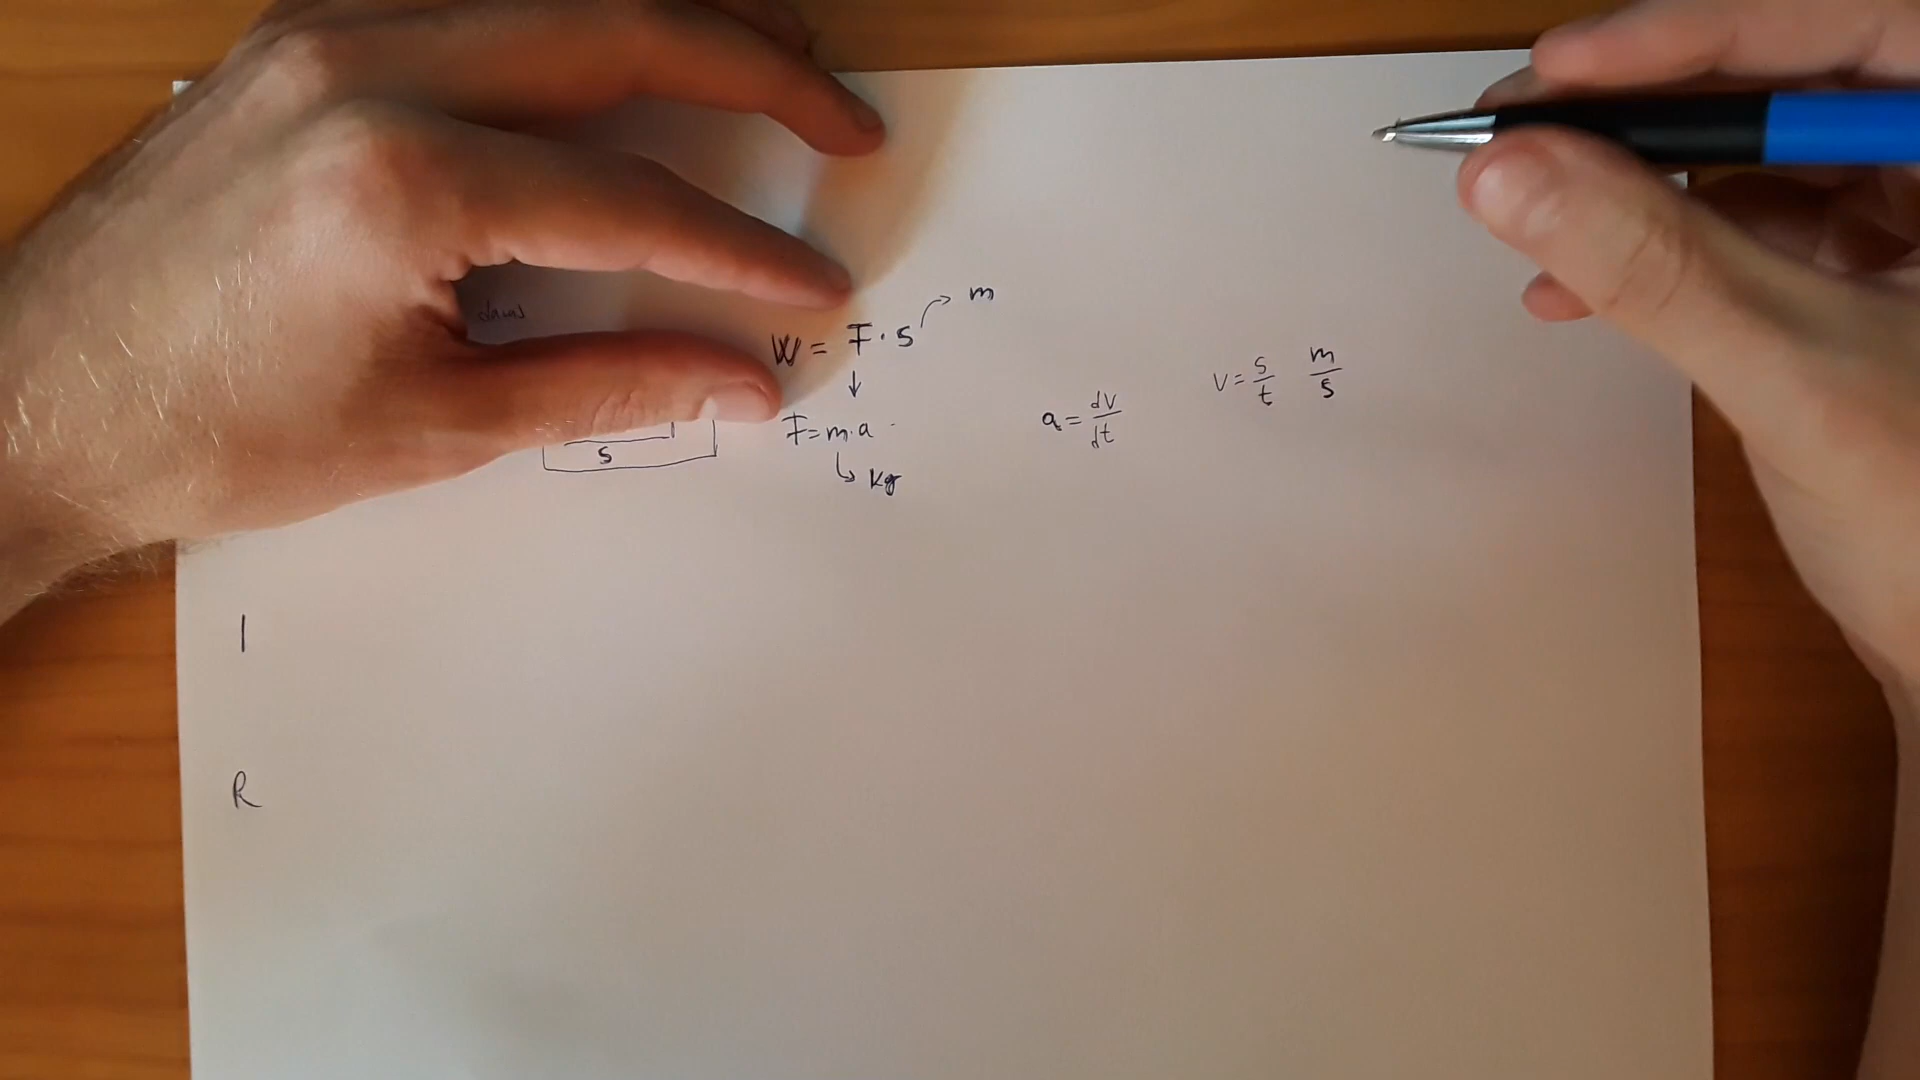 m
W = F · s
v = s/t m/s
a = dv/dt
F = m·a
s
kg
I
R